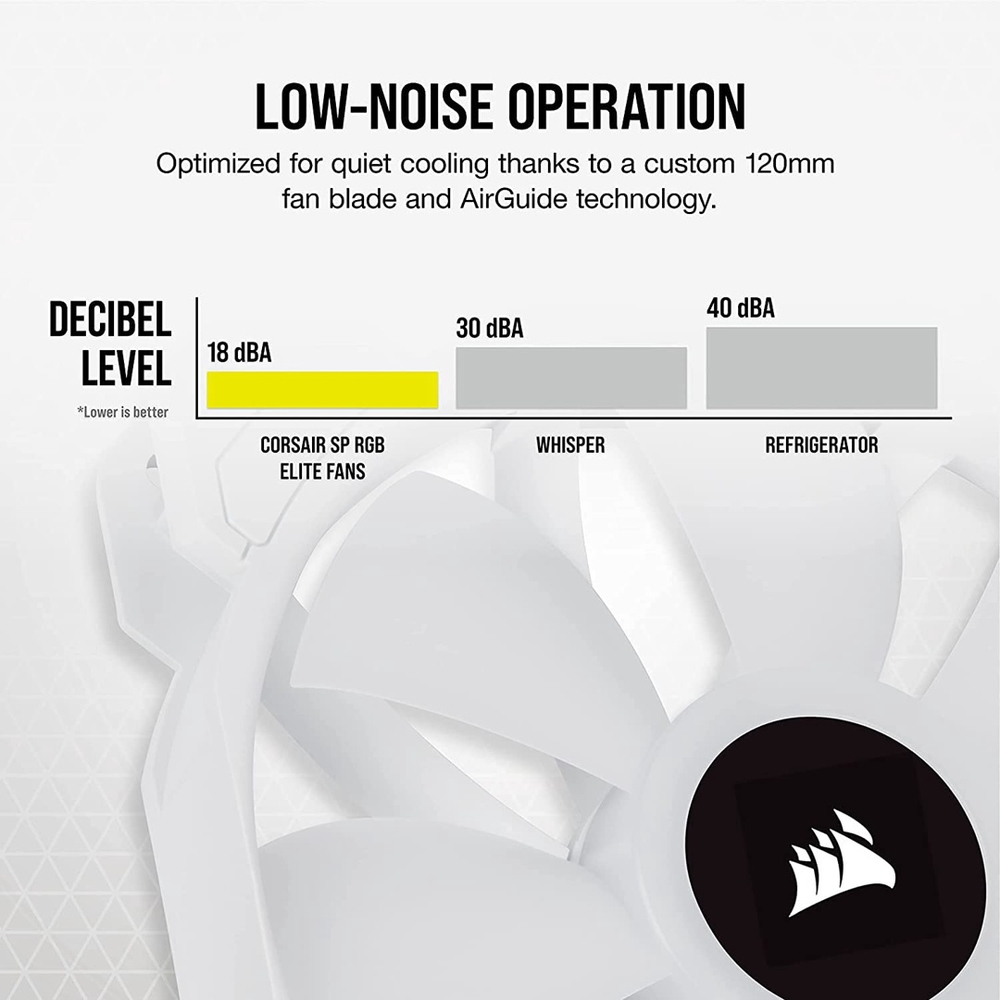 LOW-NOISE OPERATION
Optimized for quiet cooling thanks to a custom 120mm
fan blade and AirGuide technology.
DECIBEL
LEVEL
*Lower is better
18 dBA
30 dBA
40 dBA
CORSAIR SP RGB
ELITE FANS
WHISPER
REFRIGERATOR